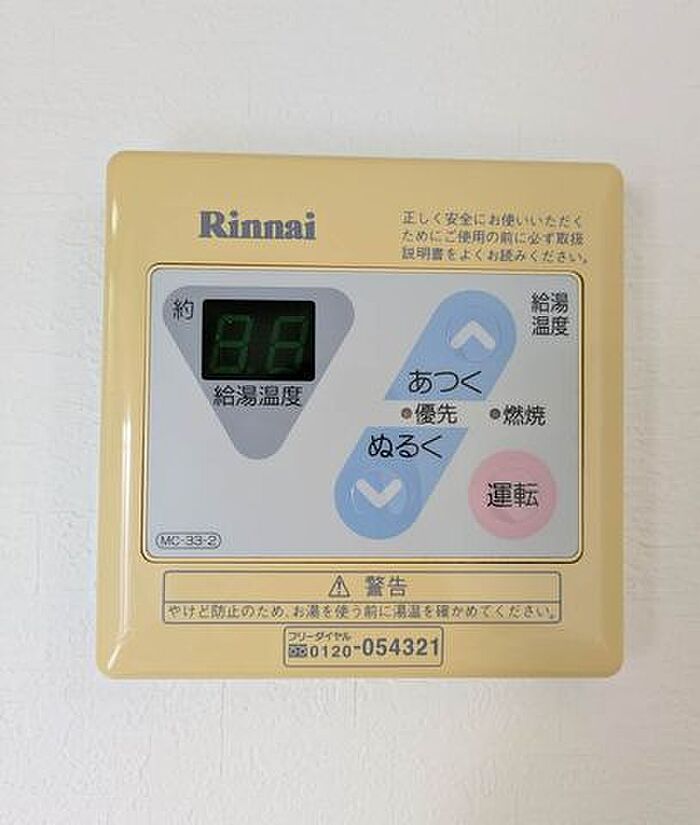 Rinnai
正しく安全にお使いいただく
ためにご使用の前に必ず取扱
説明書をよくお読みください。
約
給湯温度
給湯
温度
あつく
優先
燃焼
ぬるく
運転
MC-33-2
⚠ 警告
やけど防止のため、お湯を使う前に湯温を確かめてください。
フリーダイヤル
0120-054321